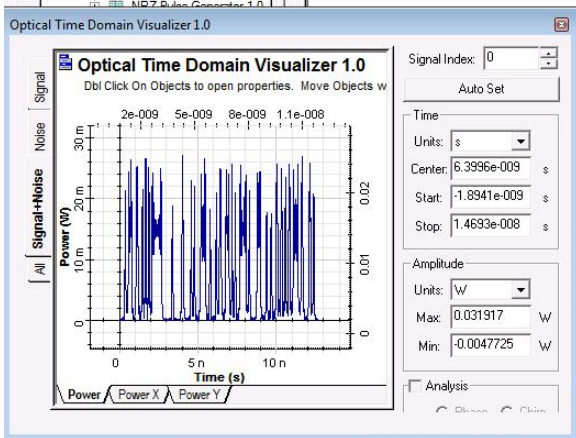 NRZ Pulse Generator 1.0
Optical Time Domain Visualizer 1.0
Signal Index: 0
Auto Set
Signal
Noise
Signal+Noise
All
Optical Time Domain Visualizer 1.0
Dbl Click On Objects to open properties. Move Objects w
2e-009 5e-009 8e-009 1.1e-008
Power (W)
30 m
20 m
10 m
0
0.02
0.01
0
0 5 n 10 n
Time (s)
Power Power X Power Y
Time
Units: s
Center: 6.3996e-009 s
Start: -1.8941e-009 s
Stop: 1.4693e-008 s
Amplitude
Units: W
Max: 0.031917 W
Min: -0.0047725 W
Analysis
Phase Chirp